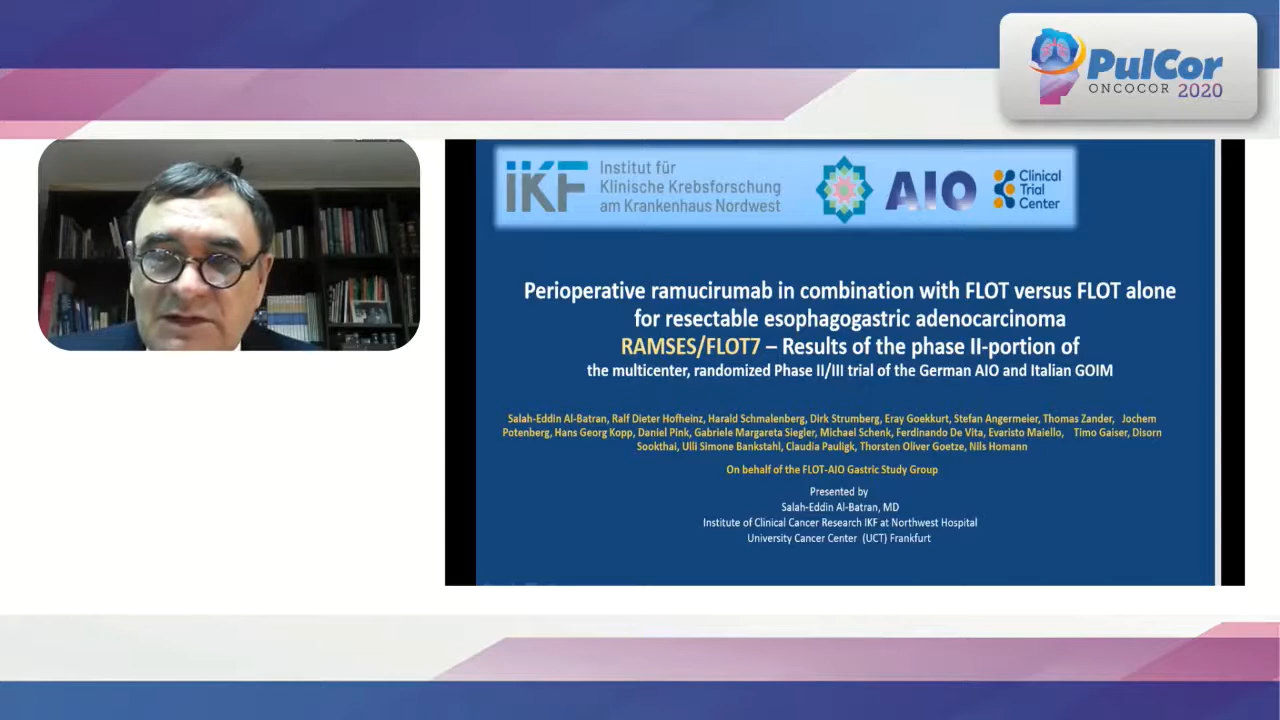 PulCor
ONCOCOR 2020
IKF
Institut für
Klinische Krebsforschung
am Krankenhaus Nordwest
AIO
Clinical
Trial
Center
Perioperative ramucirumab in combination with FLOT versus FLOT alone
for resectable esophagogastric adenocarcinoma
RAMSES/FLOT7 – Results of the phase II-portion of
the multicenter, randomized Phase II/III trial of the German AIO and Italian GOIM
Salah-Eddin Al-Batran, Ralf Dieter Hofheinz, Harald Schmalenberg, Dirk Strumberg, Eray Goekkurt, Stefan Angermeier, Thomas Zander, Jochem
Potenberg, Hans Georg Kopp, Daniel Pink, Gabriele Margareta Siegler, Michael Schenk, Ferdinando De Vita, Evaristo Maiello, Timo Gaiser, Disorn
Sookthai, Ulli Simone Bankstahl, Claudia Pauligk, Thorsten Oliver Goetze, Nils Homann
On behalf of the FLOT-AIO Gastric Study Group
Presented by
Salah-Eddin Al-Batran, MD
Institute of Clinical Cancer Research IKF at Northwest Hospital
University Cancer Center (UCT) Frankfurt